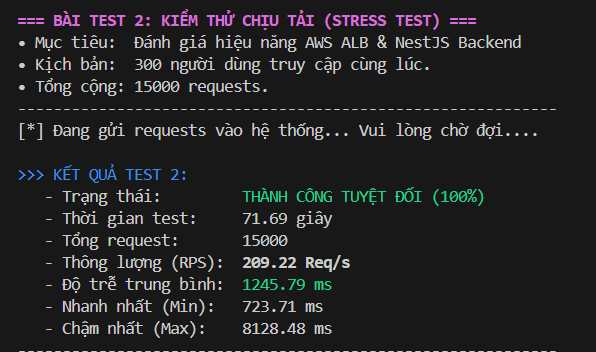 === BÀI TEST 2: KIỂM THỬ CHỊU TẢI (STRESS TEST) ===
• Mục tiêu: Đánh giá hiệu năng AWS ALB & NestJS Backend
• Kịch bản: 300 người dùng truy cập cùng lúc.
• Tổng cộng: 15000 requests.
------------------------------------------------------------
[*] Đang gửi requests vào hệ thống... Vui lòng chờ đợi....
>>> KẾT QUẢ TEST 2:
- Trạng thái: THÀNH CÔNG TUYỆT ĐỐI (100%)
- Thời gian test: 71.69 giây
- Tổng request: 15000
- Thông lượng (RPS): 209.22 Req/s
- Độ trễ trung bình: 1245.79 ms
- Nhanh nhất (Min): 723.71 ms
- Chậm nhất (Max): 8128.48 ms
------------------------------------------------------------